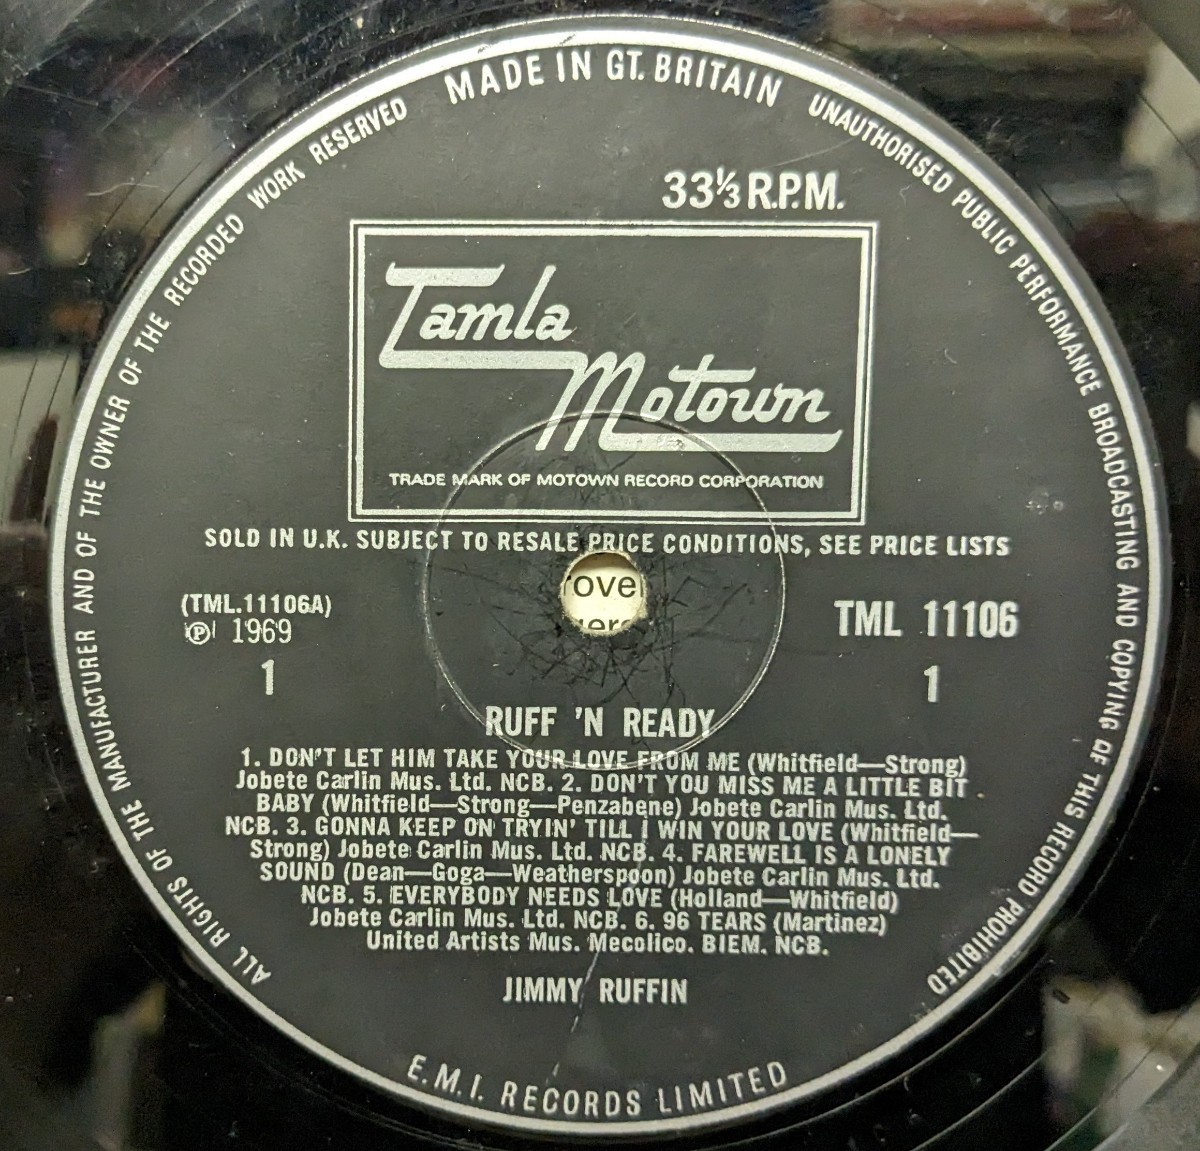 MADE IN GT. BRITAIN
UNAUTHORISED PUBLIC PERFORMANCE BROADCASTING AND COPYING OF THIS RECORD PROHIBITED
ALL RIGHTS OF THE MANUFACTURER AND OF THE OWNER OF THE RECORDED WORK RESERVED
33⅓ R.P.M.
Tamla
Motown
TRADE MARK OF MOTOWN RECORD CORPORATION
SOLD IN U.K. SUBJECT TO RESALE PRICE CONDITIONS, SEE PRICE LISTS
(TML.11106A)
℗ 1969
1
TML 11106
1
RUFF 'N READY
1. DON'T LET HIM TAKE YOUR LOVE FROM ME (Whitfield—Strong)
Jobete Carlin Mus. Ltd. NCB. 2. DON'T YOU MISS ME A LITTLE BIT
BABY (Whitfield—Strong—Penzabene) Jobete Carlin Mus. Ltd.
NCB. 3. GONNA KEEP ON TRYIN' TILL I WIN YOUR LOVE (Whitfield—
Strong) Jobete Carlin Mus. Ltd. NCB. 4. FAREWELL IS A LONELY
SOUND (Dean—Goga—Weatherspoon) Jobete Carlin Mus. Ltd.
NCB. 5. EVERYBODY NEEDS LOVE (Holland—Whitfield)
Jobete Carlin Mus. Ltd. NCB. 6. 96 TEARS (Martinez)
United Artists Mus. Mecolico. BIEM. NCB.
JIMMY RUFFIN
E.M.I. RECORDS LIMITED